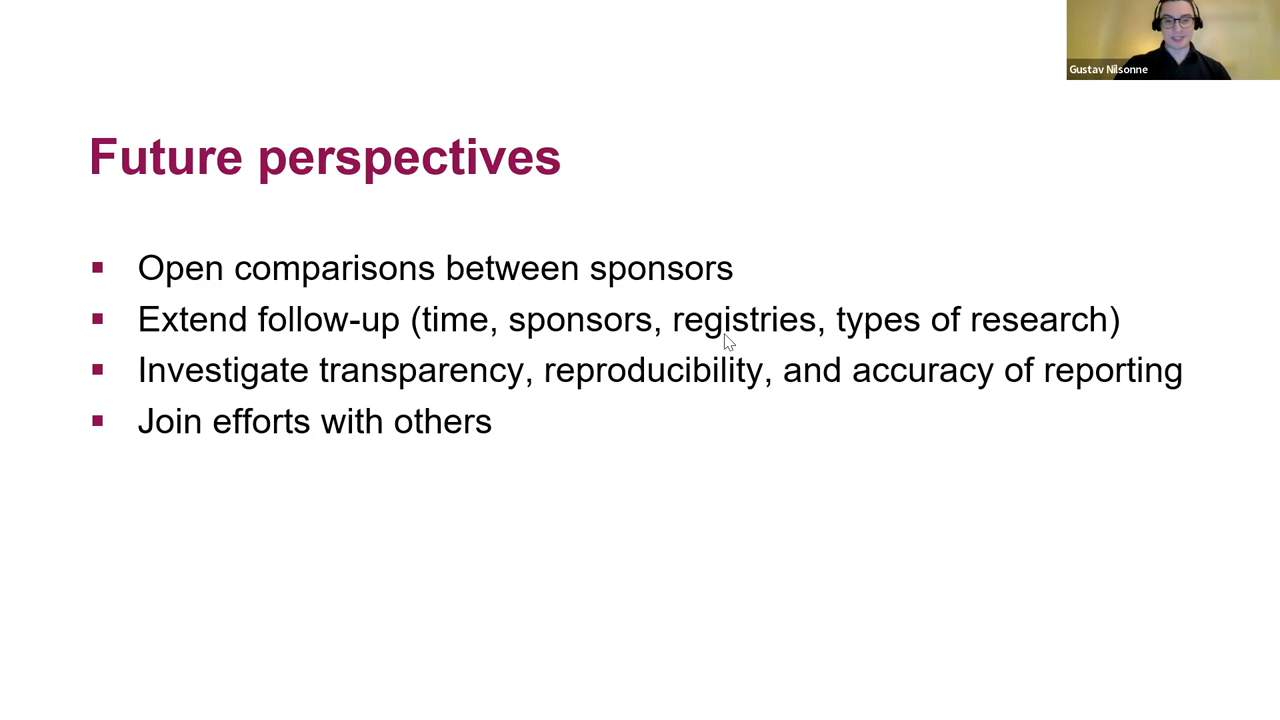 Gustav Nilsonne
Future perspectives
Open comparisons between sponsors
Extend follow-up (time, sponsors, registries, types of research)
Investigate transparency, reproducibility, and accuracy of reporting
Join efforts with others